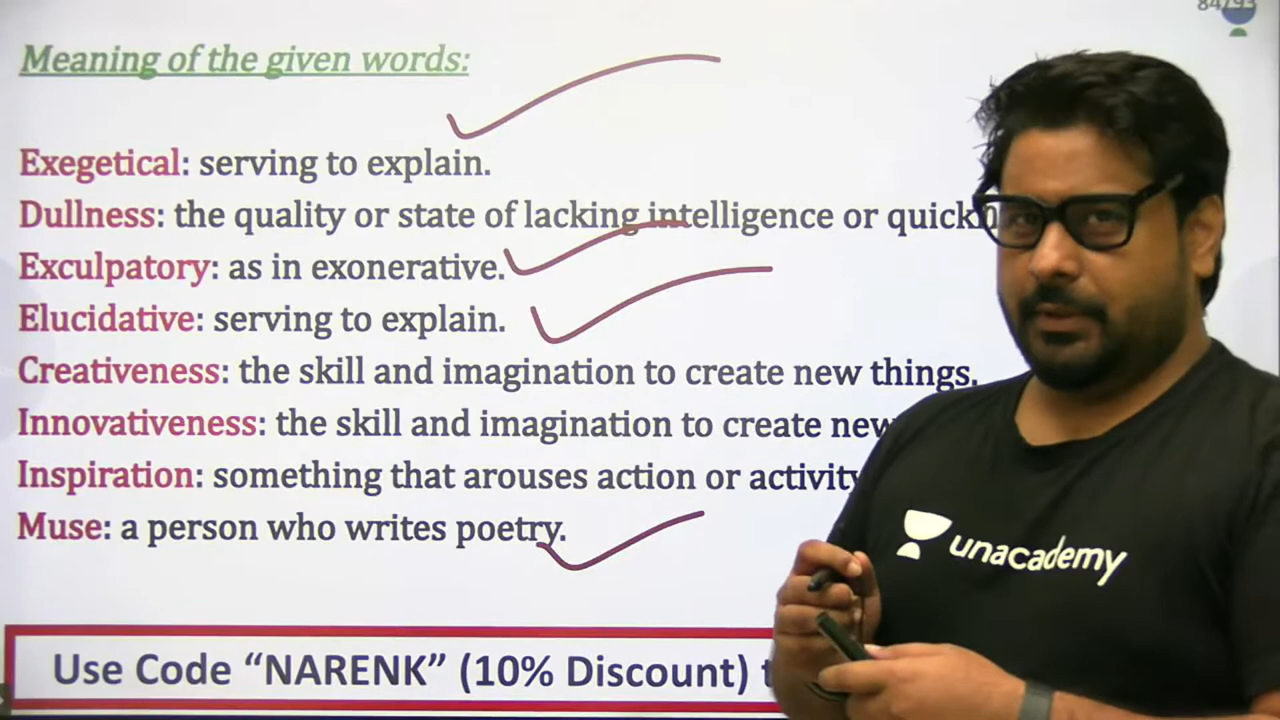 Meaning of the given words:
Exegetical: serving to explain.
Dullness: the quality or state of lacking intelligence or
Exculpatory: as in exonerative.
Elucidative: serving to explain.
Creativeness: the skill and imagination to create new things.
Innovativeness: the skill and imagination to create new
Inspiration: something that arouses action or activity
Muse: a person who writes poetry.
unacademy
Use Code “NARENK” (10% Discount)